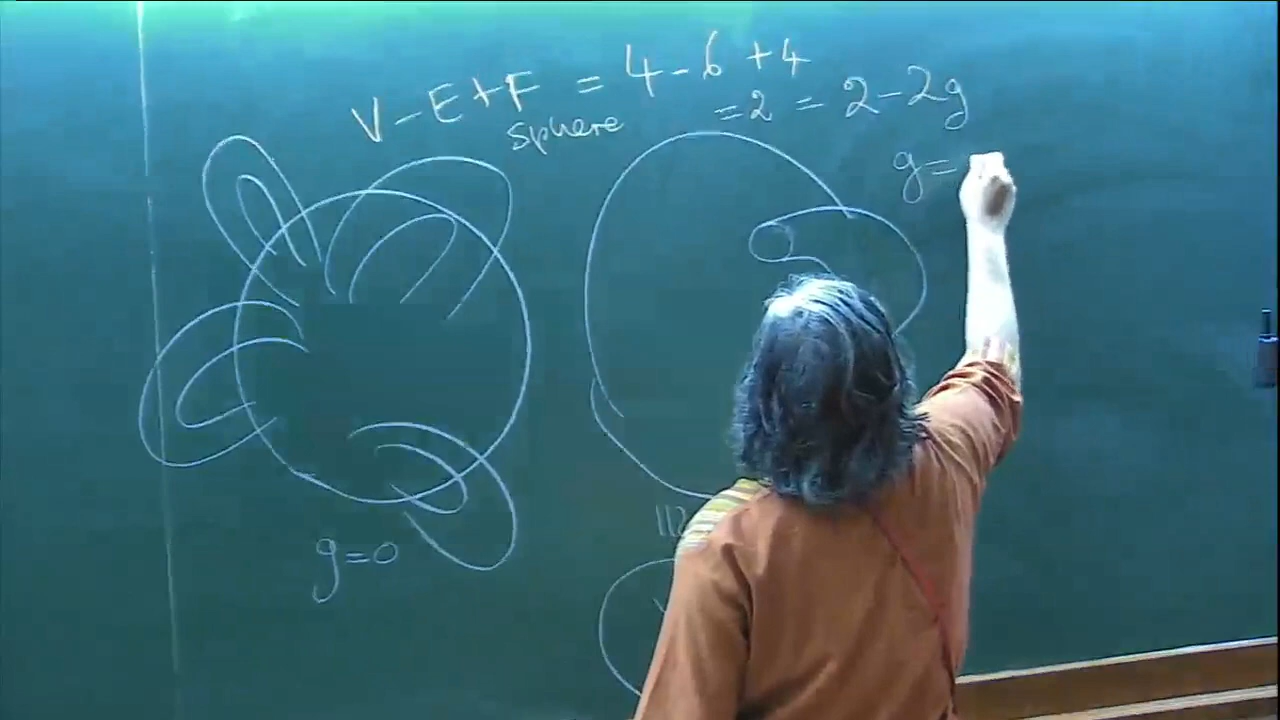 V - E + F = 4 - 6 + 4
sphere = 2 = 2 - 2g
g =
g = 0